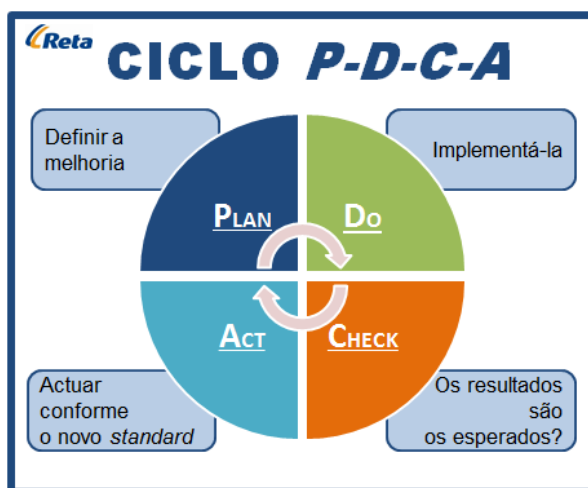 Reta
CICLO P-D-C-A
Definir a
melhoria
Implementá-la
PLAN
DO
ACT
CHECK
Actuar
conforme
o novo standard
Os resultados
são
os esperados?